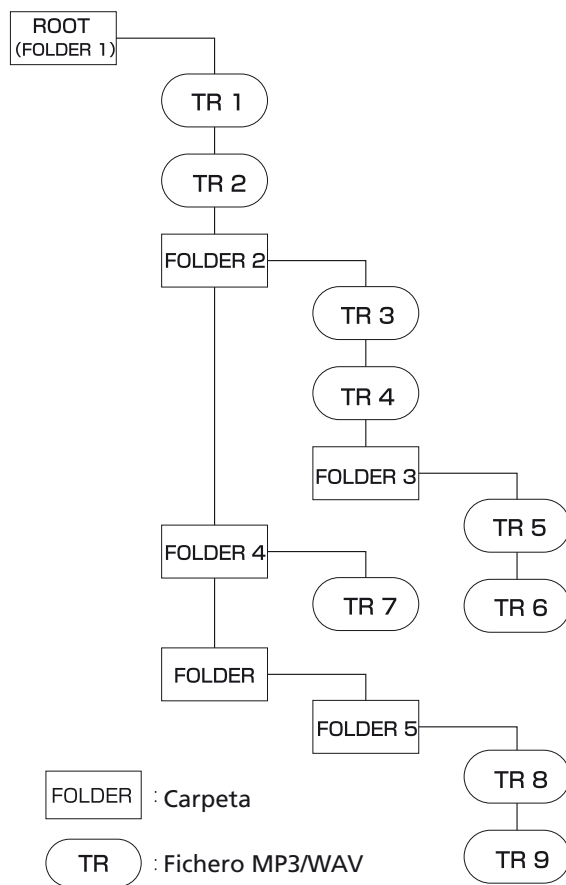 ROOT
(FOLDER 1)
TR 1
TR 2
FOLDER 2
TR 3
TR 4
FOLDER 3
TR 5
FOLDER 4
TR 7
TR 6
FOLDER
FOLDER 5
TR 8
FOLDER : Carpeta
TR 9
TR : Fichero MP3/WAV